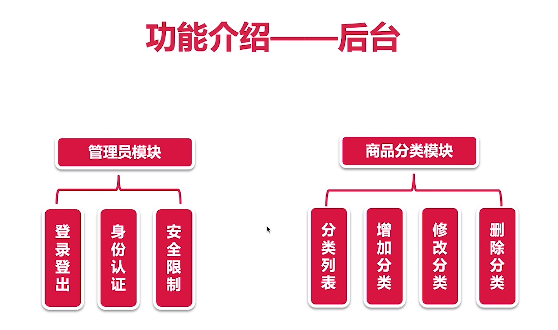 功能介绍——后台
管理员模块
商品分类模块
登录登出
身份认证
安全限制
分类列表
增加分类
修改分类
删除分类